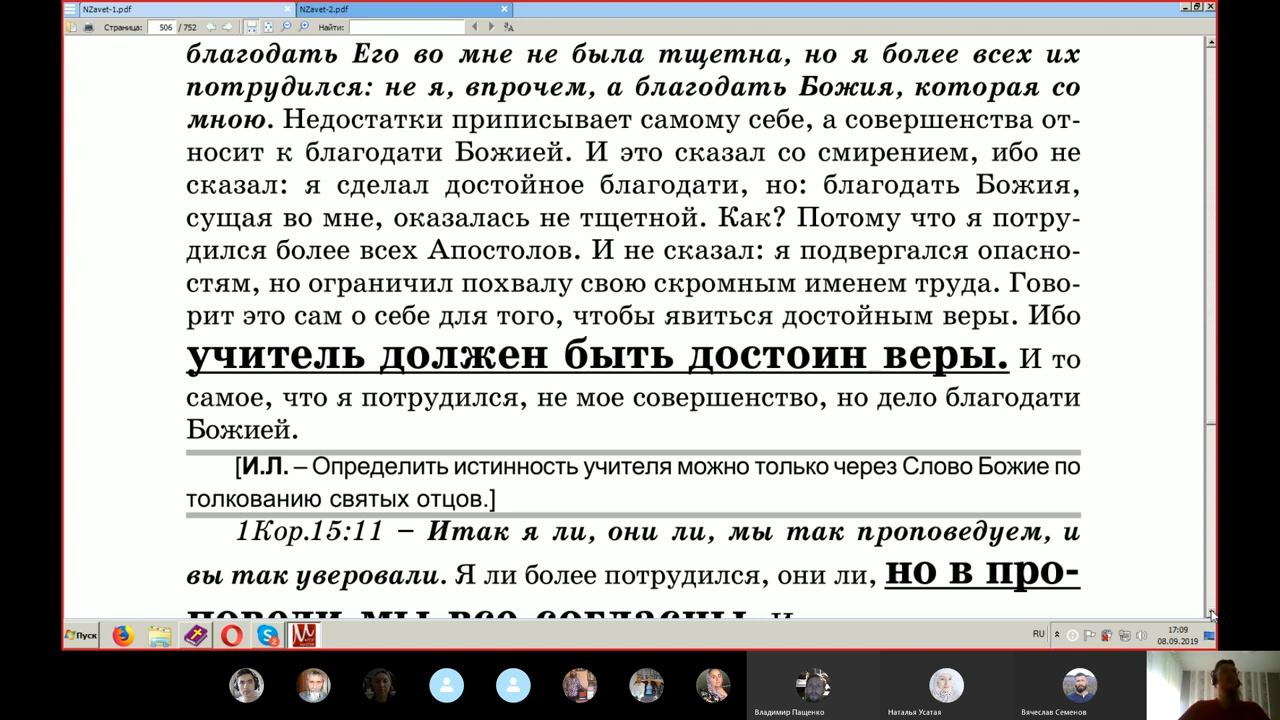 NZavet-1.pdf
NZavet-2.pdf
Страница: 506 / 752
Найти:
благодать Его во мне не была тщетна, но я более всех их
потрудился: не я, впрочем, а благодать Божия, которая со
мною. Недостатки приписывает самому себе, а совершенства от-
носит к благодати Божией. И это сказал со смирением, ибо не
сказал: я сделал достойное благодати, но: благодать Божия,
сущая во мне, оказалась не тщетной. Как? Потому что я потру-
дился более всех Апостолов. И не сказал: я подвергался опасно-
стям, но ограничил похвалу свою скромным именем труда. Гово-
рит это сам о себе для того, чтобы явиться достойным веры. Ибо
учитель должен быть достоин веры. И то
самое, что я потрудился, не мое совершенство, но дело благодати
Божией.
[И.Л. – Определить истинность учителя можно только через Слово Божие по
толкованию святых отцов.]
1Кор.15:11 – Итак я ли, они ли, мы так проповедуем, и
вы так уверовали. Я ли более потрудился, они ли, но в про-
поведи мы все согласны. И
Пуск
RU
17:09
08.09.2019
Владимир Пащенко
Наталья Усатая
Вячеслав Семенов